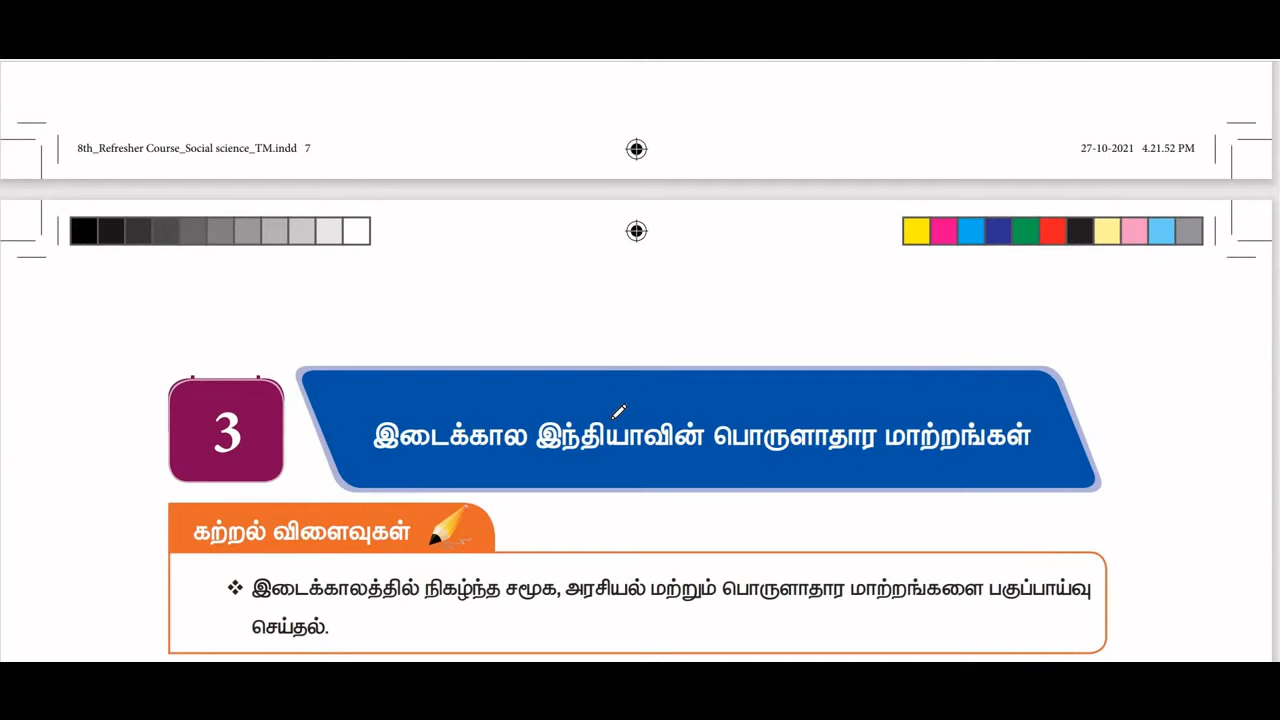 8th_Refresher Course_Social science_TM.indd 7
27-10-2021 4.21.52 PM
3
இடைக்கால இந்தியாவின் பொருளாதார மாற்றங்கள்
கற்றல் விளைவுகள்
❖ இடைக்காலத்தில் நிகழ்ந்த சமூக, அரசியல் மற்றும் பொருளாதார மாற்றங்களை பகுப்பாய்வு
செய்தல்.